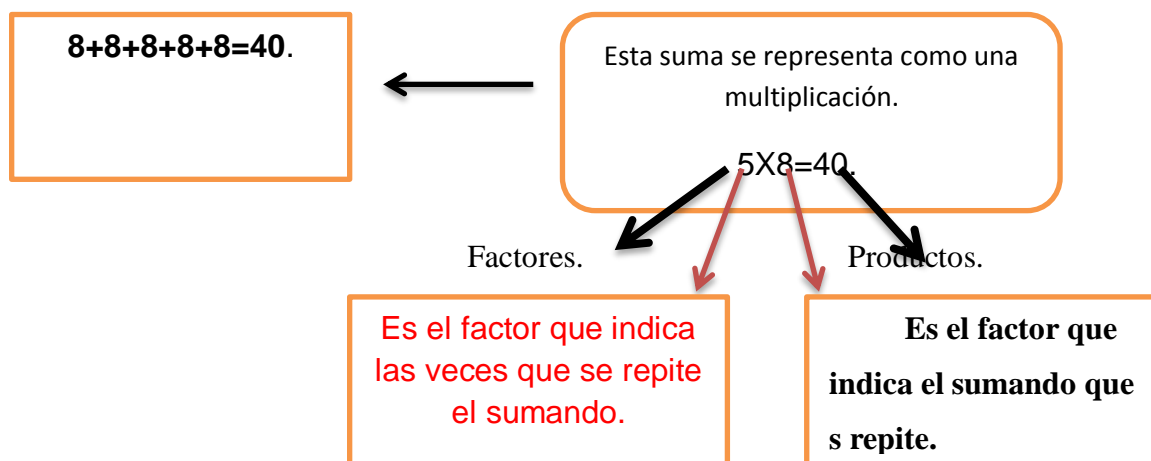 8+8+8+8+8=40.
Esta suma se representa como una
multiplicación.
5X8=40.
Factores.
Productos.
Es el factor que indica
las veces que se repite
el sumando.
Es el factor que
indica el sumando que
s repite.